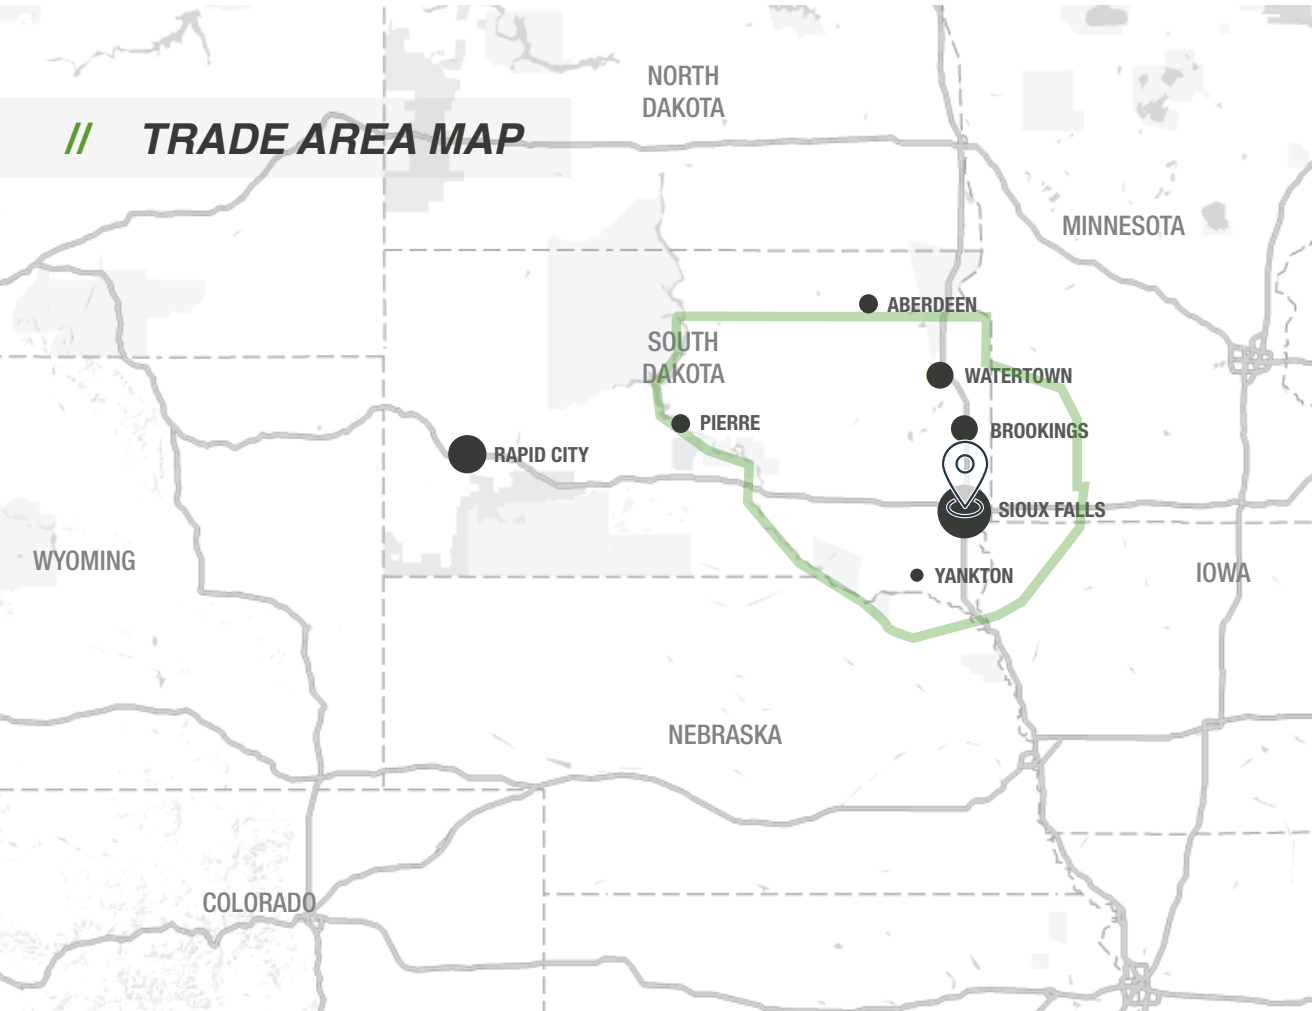 NORTH
DAKOTA
// TRADE AREA MAP
MINNESOTA
ABERDEEN
SOUTH
DAKOTA
WATERTOWN
PIERRE
BROOKINGS
RAPID CITY
SIOUX FALLS
WYOMING
IOWA
YANKTON
NEBRASKA
COLORADO